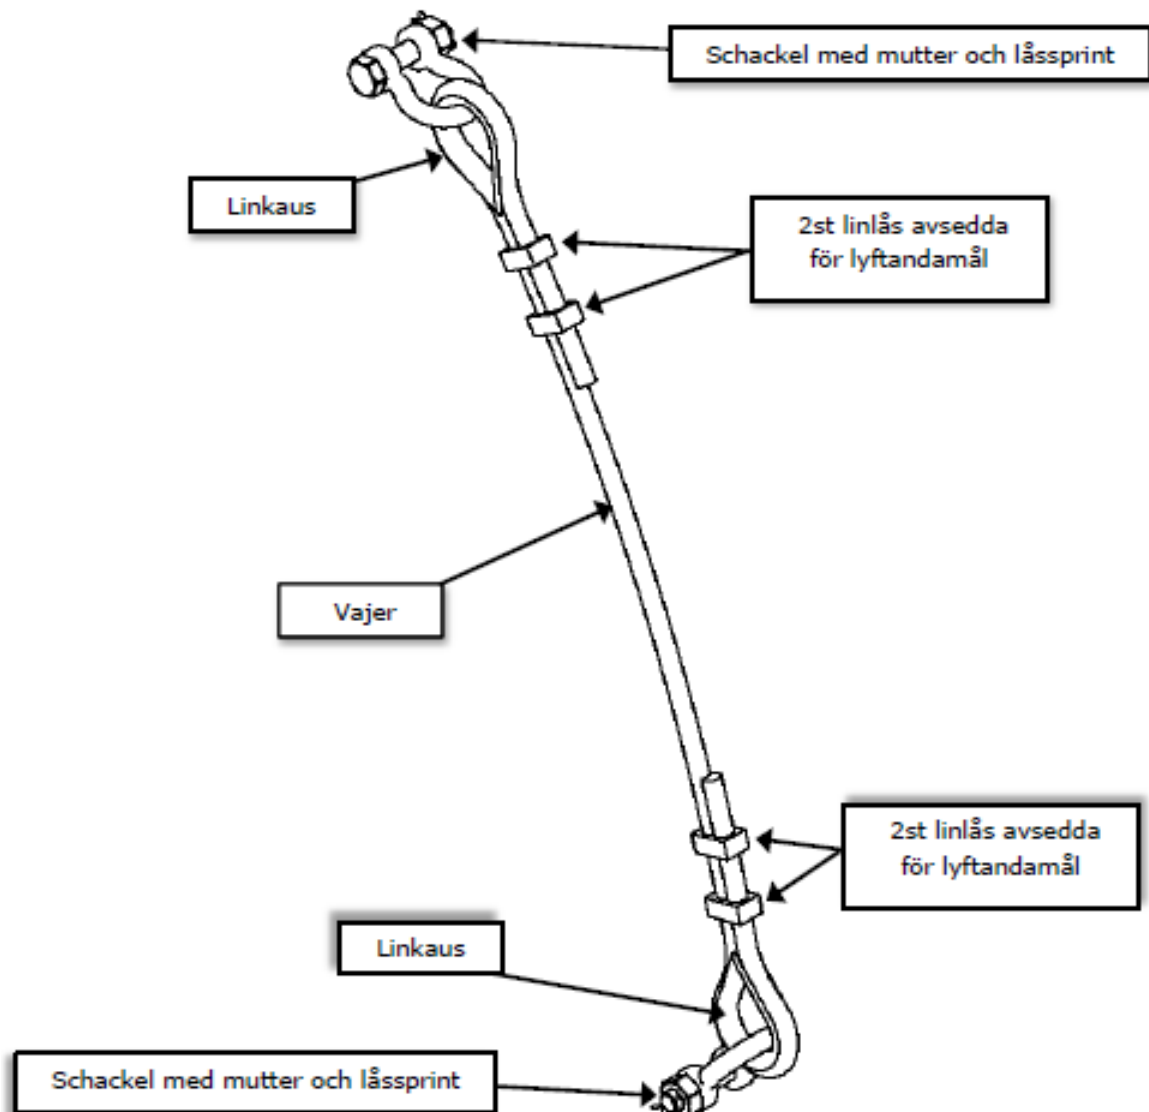 Schackel med mutter och låssprint
Linkaus
2st linlås avsedda
för lyftandamål
Vajer
2st linlås avsedda
för lyftandamål
Linkaus
Schackel med mutter och låssprint